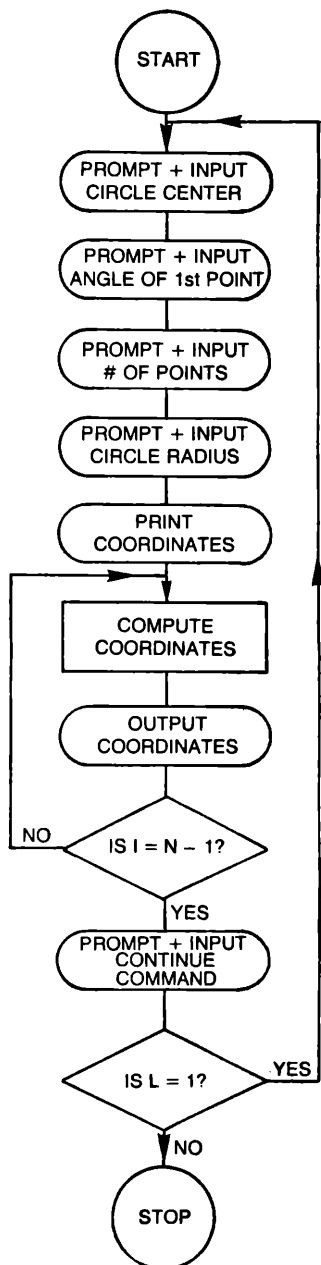 START
PROMPT + INPUT
CIRCLE CENTER
PROMPT + INPUT
ANGLE OF 1st POINT
PROMPT + INPUT
# OF POINTS
PROMPT + INPUT
CIRCLE RADIUS
PRINT
COORDINATES
COMPUTE
COORDINATES
OUTPUT
COORDINATES
NO
IS I = N – 1?
YES
PROMPT + INPUT
CONTINUE
COMMAND
IS L = 1?
YES
NO
STOP